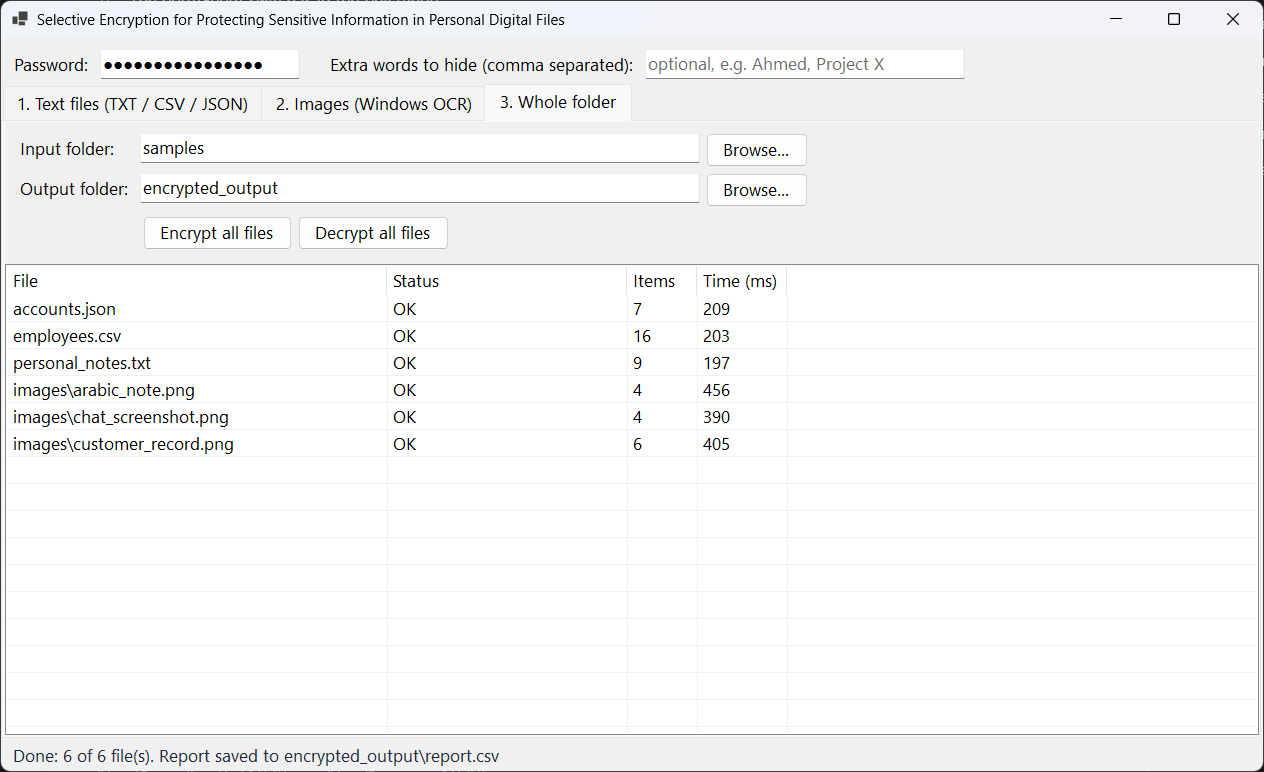 Selective Encryption for Protecting Sensitive Information in Personal Digital Files
Password: ●●●●●●●●●●●●●●●● Extra words to hide (comma separated): optional, e.g. Ahmed, Project X
1. Text files (TXT / CSV / JSON) 2. Images (Windows OCR) 3. Whole folder
Input folder: samples Browse...
Output folder: encrypted_output Browse...
Encrypt all files Decrypt all files
File Status Items Time (ms)
accounts.json OK 7 209
employees.csv OK 16 203
personal_notes.txt OK 9 197
images\arabic_note.png OK 4 456
images\chat_screenshot.png OK 4 390
images\customer_record.png OK 6 405
Done: 6 of 6 file(s). Report saved to encrypted_output\report.csv